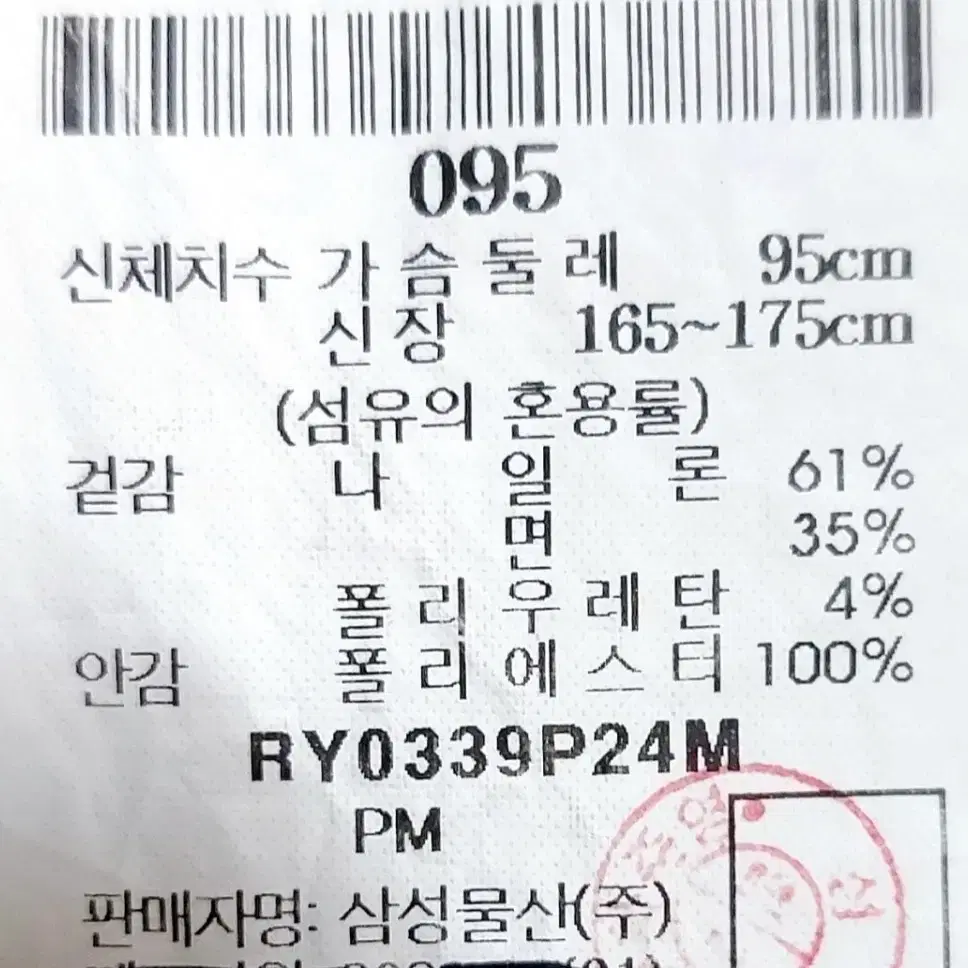 095
신체치수 가슴둘레 95cm
신장 165~175cm
(섬유의 혼용률)
겉감 나일론 61%
면 35%
폴리우레탄 4%
안감 폴리에스터 100%
RY0339P24M
PM
판매자명: 삼성물산(주)